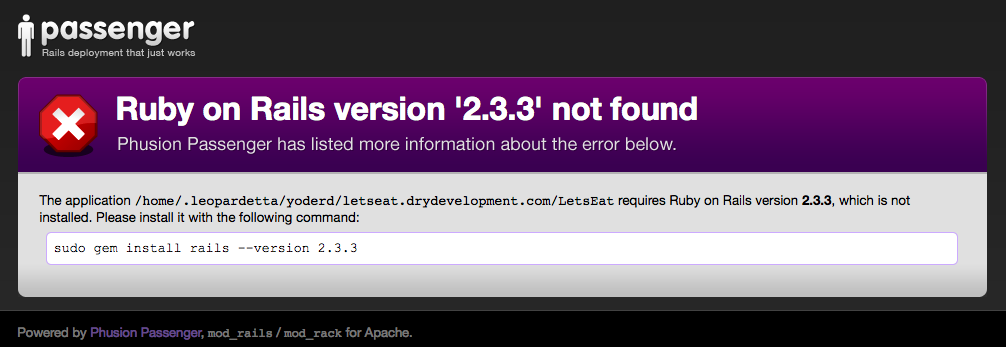 passenger
Rails deployment that just works
Ruby on Rails version '2.3.3' not found
Phusion Passenger has listed more information about the error below.
The application /home/.leopardetta/yoderd/letseat.drydevelopment.com/LetsEat requires Ruby on Rails version 2.3.3, which is not
installed. Please install it with the following command:
sudo gem install rails --version 2.3.3
Powered by Phusion Passenger, mod_rails / mod_rack for Apache.